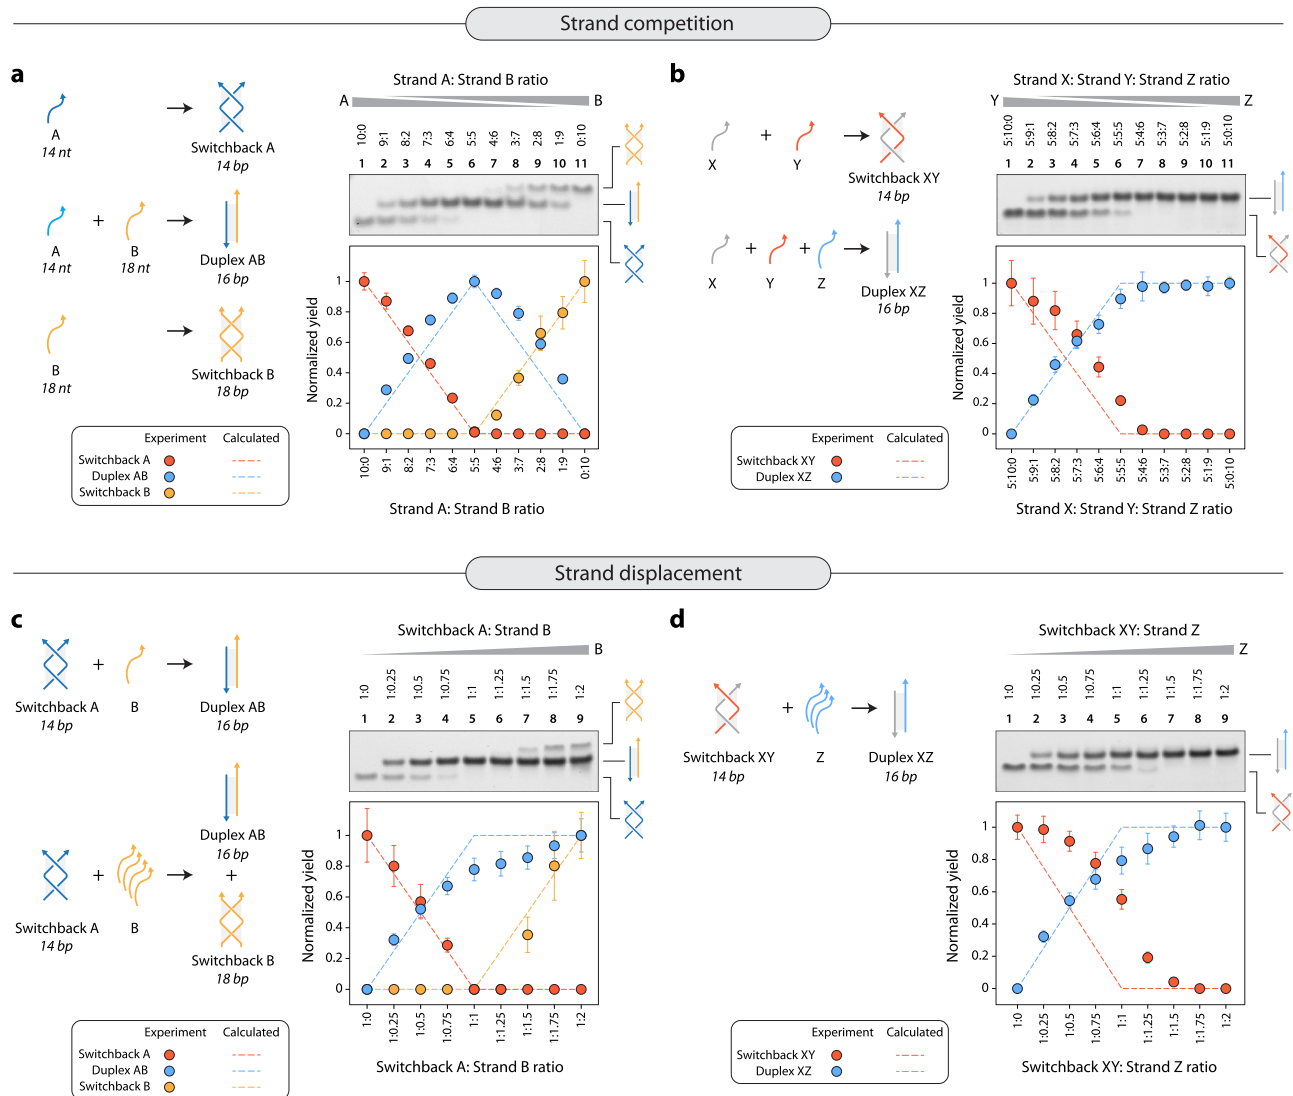 Strand competition
a
A
14 nt
Switchback A
14 bp
A
14 nt
+
B
18 nt
Duplex AB
16 bp
B
18 nt
Switchback B
18 bp
Experiment Calculated
Switchback A
Duplex AB
Switchback B
Strand A: Strand B ratio
A B
10:0 9:1 8:2 7:3 6:4 5:5 4:6 3:7 2:8 1:9 0:10
1 2 3 4 5 6 7 8 9 10 11
Normalized yield
1
0.8
0.6
0.4
0.2
0
10:0 9:1 8:2 7:3 6:4 5:5 4:6 3:7 2:8 1:9 0:10
Strand A: Strand B ratio
b
X
+
Y
Switchback XY
14 bp
X
+
Y
+
Z
Duplex XZ
16 bp
Experiment Calculated
Switchback XY
Duplex XZ
Strand X: Strand Y: Strand Z ratio
Y Z
5:10:0 5:9:1 5:8:2 5:7:3 5:6:4 5:5:5 5:4:6 5:3:7 5:2:8 5:1:9 5:0:10
1 2 3 4 5 6 7 8 9 10 11
Normalized yield
1
0.8
0.6
0.4
0.2
0
5:10:0 5:9:1 5:8:2 5:7:3 5:6:4 5:5:5 5:4:6 5:3:7 5:2:8 5:1:9 5:0:10
Strand X: Strand Y: Strand Z ratio
Strand displacement
c
Switchback A
14 bp
+
B
Duplex AB
16 bp
Switchback A
14 bp
+
B
Duplex AB
16 bp
+
Switchback B
18 bp
Experiment Calculated
Switchback A
Duplex AB
Switchback B
Switchback A: Strand B
B
1:0 1:0.25 1:0.5 1:0.75 1:1 1:1.25 1:1.5 1:1.75 1:2
1 2 3 4 5 6 7 8 9
Normalized yield
1
0.8
0.6
0.4
0.2
0
1:0 1:0.25 1:0.5 1:0.75 1:1 1:1.25 1:1.5 1:1.75 1:2
Switchback A: Strand B ratio
d
Switchback XY
14 bp
+
Z
Duplex XZ
16 bp
Experiment Calculated
Switchback XY
Duplex XZ
Switchback XY: Strand Z
Z
1:0 1:0.25 1:0.5 1:0.75 1:1 1:1.25 1:1.5 1:1.75 1:2
1 2 3 4 5 6 7 8 9
Normalized yield
1
0.8
0.6
0.4
0.2
0
1:0 1:0.25 1:0.5 1:0.75 1:1 1:1.25 1:1.5 1:1.75 1:2
Switchback XY: Strand Z ratio